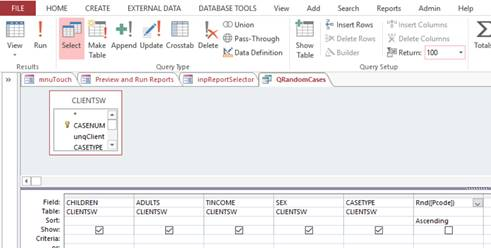 FILE HOME CREATE EXTERNAL DATA DATABASE TOOLS View Add Search Reports Admin H
View Run Select Make Table Append Update Crosstab Delete Union Pass-Through Data Definition Show Table Insert Rows Delete Rows Builder Insert Columns Delete Columns Return: 100 Totals
Results Query Type Query Setup
mnuTouch Preview and Run Reports inpReportSelector QRandomCases
CLIENTSW
*
CASENUM
unqClient
CASETYPE
Field: CHILDREN ADULTS TINCOME SEX CASETYPE Rnd([Pcode])
Table: CLIENTSW CLIENTSW CLIENTSW CLIENTSW CLIENTSW
Sort: Ascending
Show:
Criteria:
or: